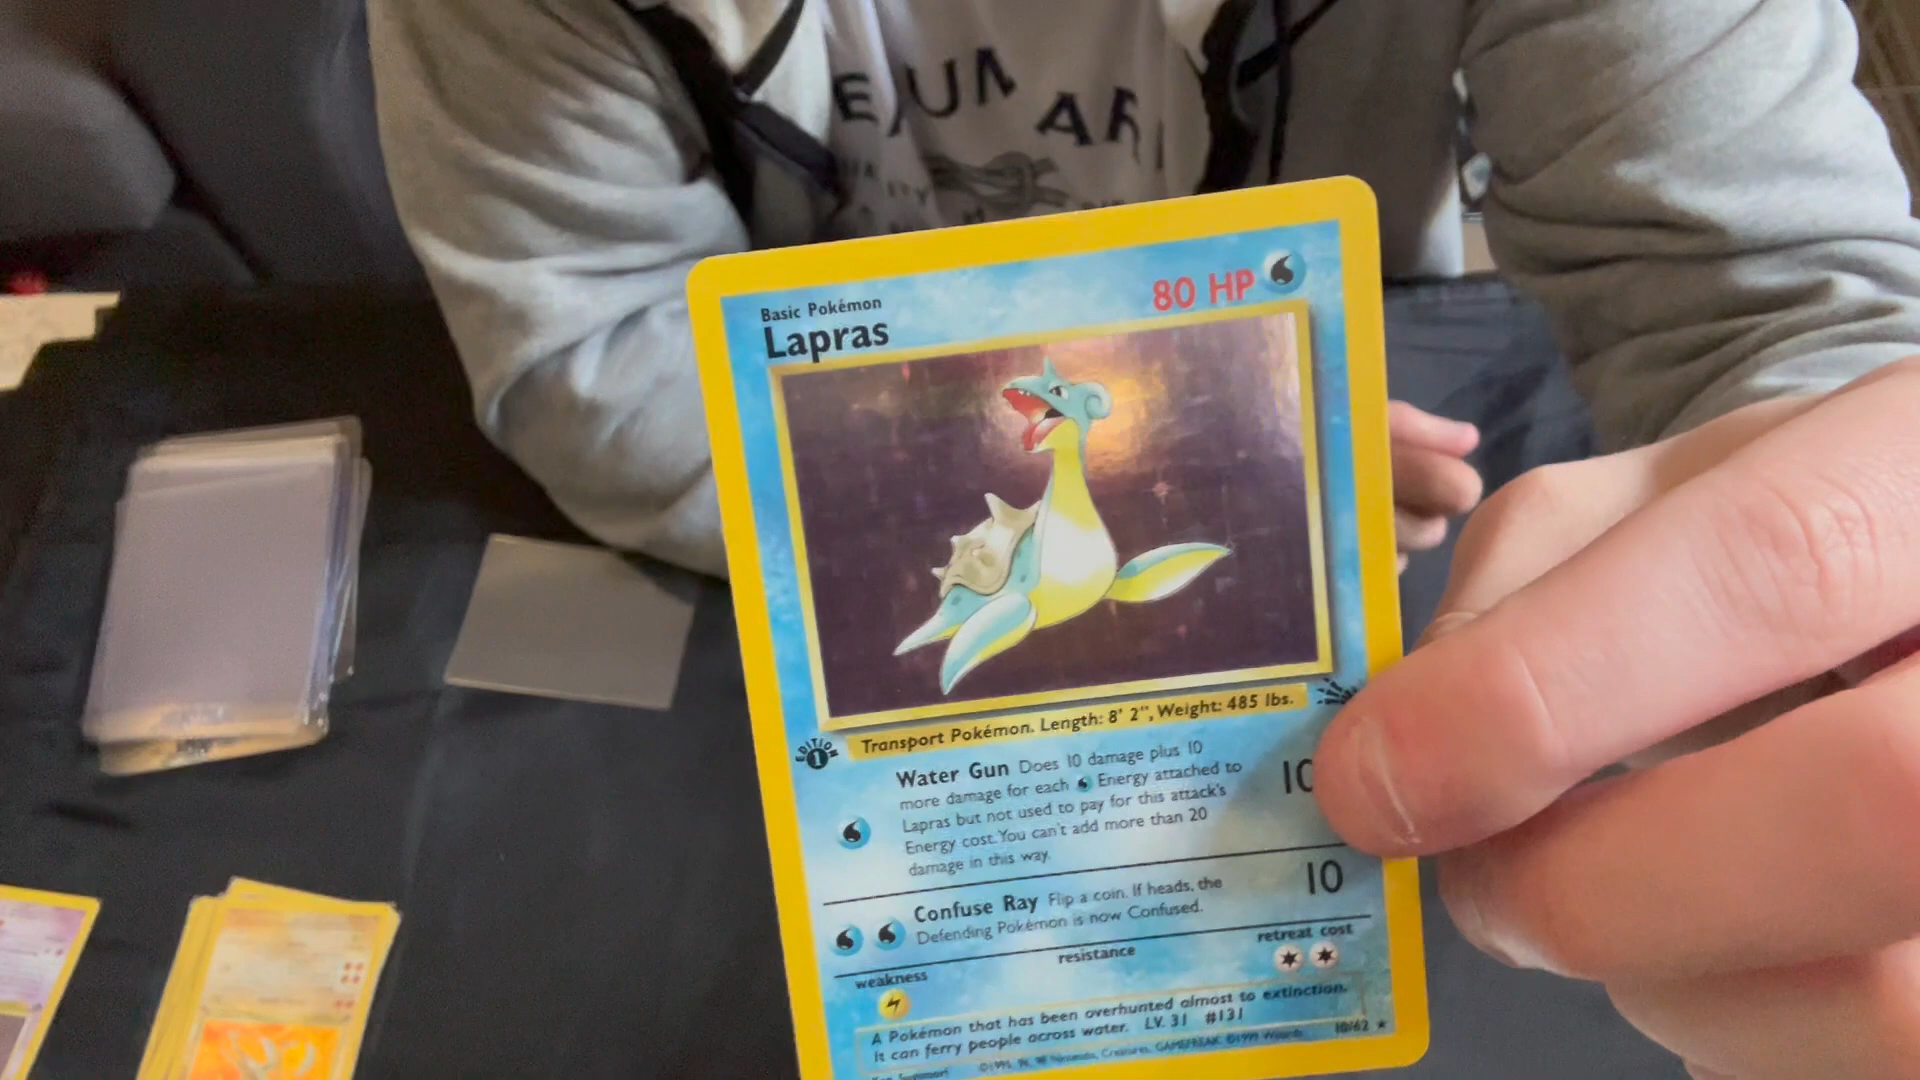 Basic Pokémon
Lapras
80 HP
Transport Pokémon. Length: 8' 2", Weight: 485 lbs.
EDITION
1
Water Gun Does 10 damage plus 10
more damage for each Energy attached to
Lapras but not used to pay for this attack's
Energy cost. You can't add more than 20
damage in this way.
10
Confuse Ray Flip a coin. If heads, the
Defending Pokémon is now Confused.
10
weakness
resistance
retreat cost
A Pokémon that has been overhunted almost to extinction.
It can ferry people across water. LV. 31 #131
10/62